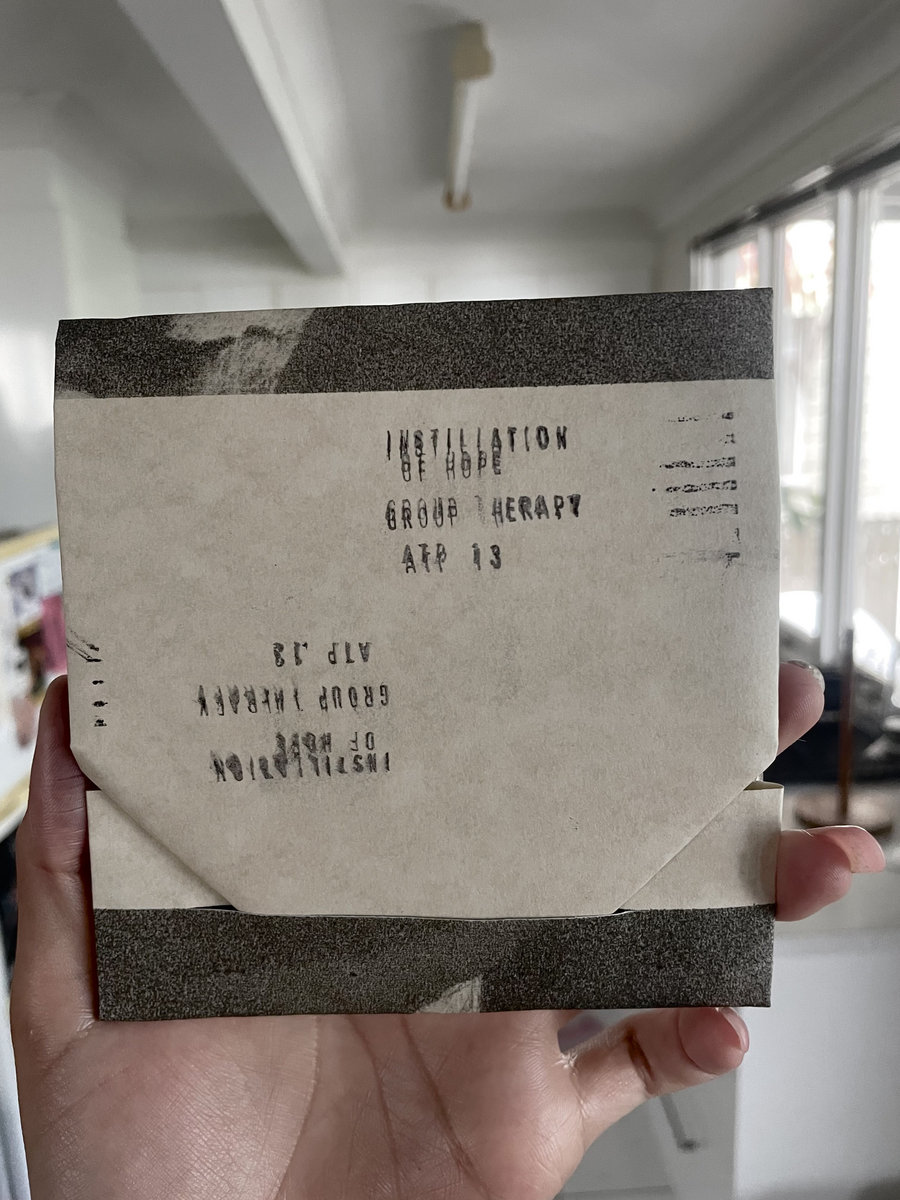 INSTILLATION
OF HOPE
GROUP THERAPY
ATP 13
ATP 13
GROUP THERAPY
OF HOPE
INSTILLATION